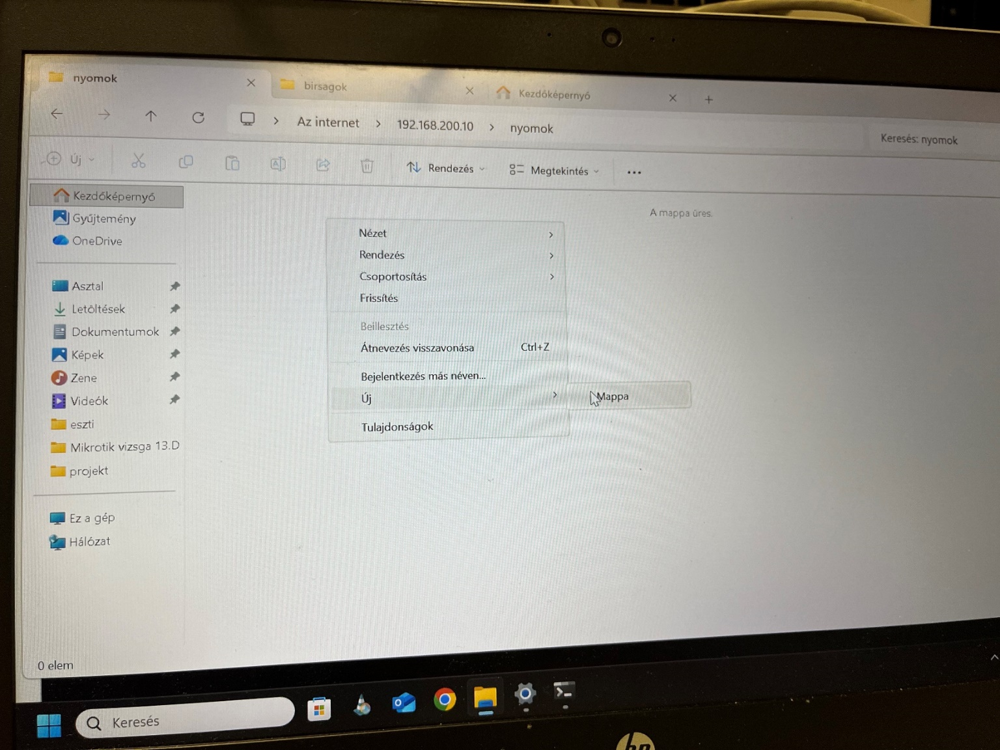 nyomok
birsagok
Kezdőképernyő
Az internet > 192.168.200.10 > nyomok
Keresés: nyomok
Új
Rendezés
Megtekintés
...
Kezdőképernyő
Gyűjtemény
OneDrive
Asztal
Letöltések
Dokumentumok
Képek
Zene
Videók
eszti
Mikrotik vizsga 13.D
projekt
Ez a gép
Hálózat
A mappa üres.
Nézet
Rendezés
Csoportosítás
Frissítés
Beillesztés
Átnevezés visszavonása Ctrl+Z
Bejelentkezés más néven...
Új
Mappa
Tulajdonságok
0 elem
Keresés
hp